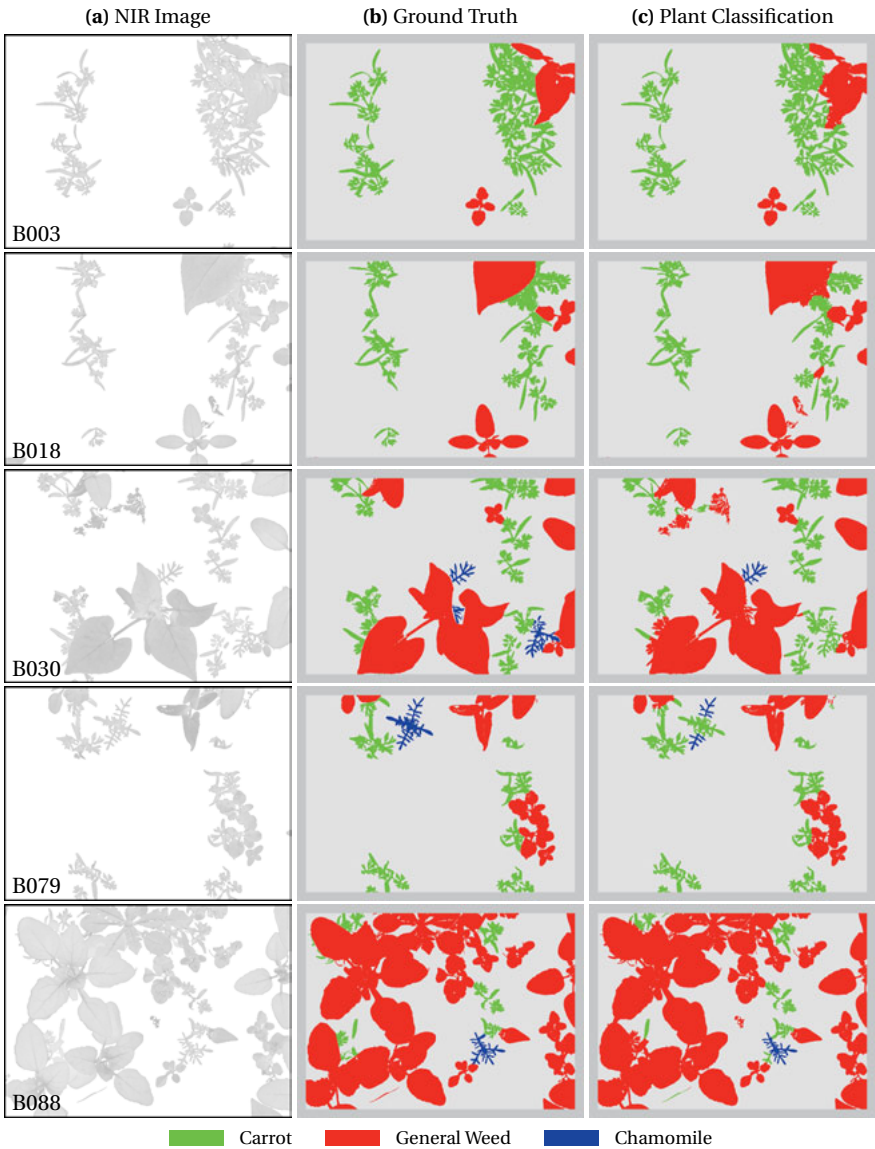 (a) NIR Image (b) Ground Truth (c) Plant Classification
B003
B018
B030
B079
B088
Carrot General Weed Chamomile